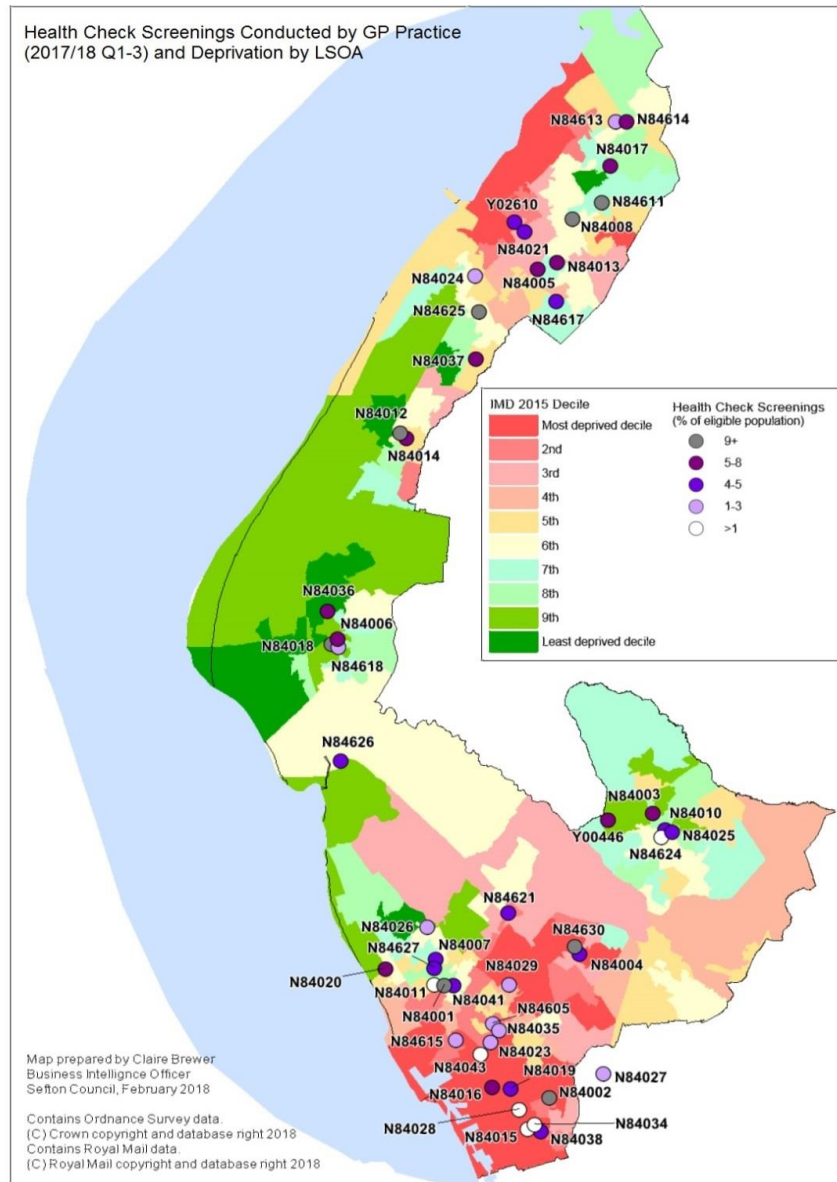 Health Check Screenings Conducted by GP Practice
(2017/18 Q1-3) and Deprivation by LSOA
N84613
N84614
N84017
N84611
Y02610
N84008
N84021
N84013
N84024
N84005
N84625
N84617
N84037
N84012
N84014
IMD 2015 Decile
Most deprived decile
2nd
3rd
4th
5th
6th
7th
8th
9th
Least deprived decile
Health Check Screenings
(% of eligible population)
9+
5-8
4-5
1-3
>1
N84036
N84006
N84018
N84618
N84626
N84003
N84010
Y00446
N84025
N84624
N84621
N84026
N84630
N84627
N84007
N84004
N84020
N84029
N84011
N84041
N84001
N84605
N84035
N84615
N84023
N84043
N84019
N84027
N84016
N84002
N84028
N84034
N84015
N84038
Map prepared by Claire Brewer
Business Intellignce Officer
Sefton Council, February 2018
Contains Ordnance Survey data.
(C) Crown copyright and database right 2018
Contains Royal Mail data.
(C) Royal Mail copyright and database right 2018